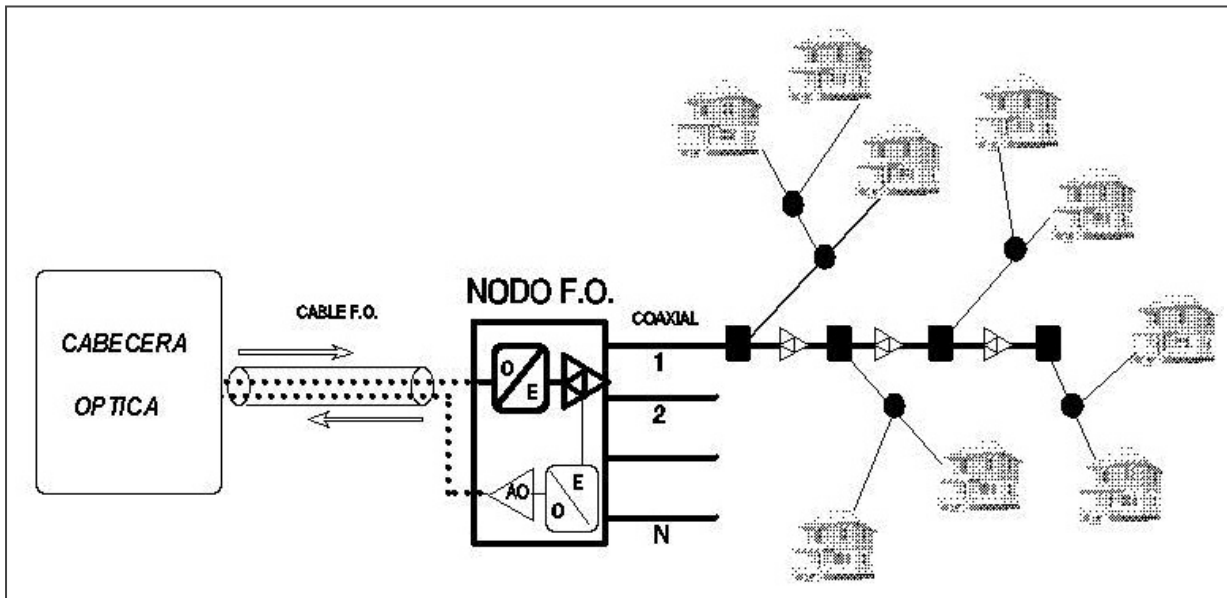 CABECERA
OPTICA
CABLE F.O.
NODO F.O.
O
E
AO
E
O
COAXIAL
1
2
N